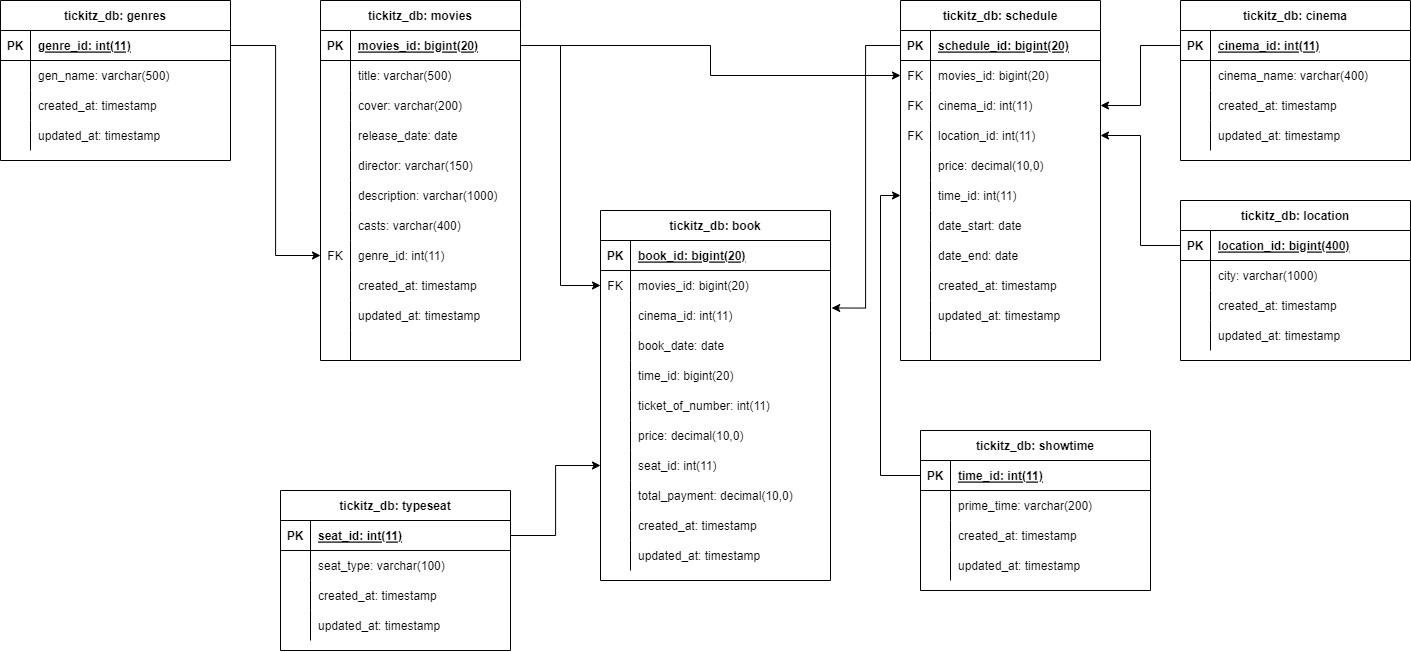 tickitz_db: genres
PK genre_id: int(11)
gen_name: varchar(500)
created_at: timestamp
updated_at: timestamp
tickitz_db: movies
PK movies_id: bigint(20)
title: varchar(500)
cover: varchar(200)
release_date: date
director: varchar(150)
description: varchar(1000)
casts: varchar(400)
FK genre_id: int(11)
created_at: timestamp
updated_at: timestamp
tickitz_db: schedule
PK schedule_id: bigint(20)
FK movies_id: bigint(20)
FK cinema_id: int(11)
FK location_id: int(11)
price: decimal(10,0)
time_id: int(11)
date_start: date
date_end: date
created_at: timestamp
updated_at: timestamp
tickitz_db: cinema
PK cinema_id: int(11)
cinema_name: varchar(400)
created_at: timestamp
updated_at: timestamp
tickitz_db: location
PK location_id: bigint(400)
city: varchar(1000)
created_at: timestamp
updated_at: timestamp
tickitz_db: book
PK book_id: bigint(20)
FK movies_id: bigint(20)
cinema_id: int(11)
book_date: date
time_id: bigint(20)
ticket_of_number: int(11)
price: decimal(10,0)
seat_id: int(11)
total_payment: decimal(10,0)
created_at: timestamp
updated_at: timestamp
tickitz_db: showtime
PK time_id: int(11)
prime_time: varchar(200)
created_at: timestamp
updated_at: timestamp
tickitz_db: typeseat
PK seat_id: int(11)
seat_type: varchar(100)
created_at: timestamp
updated_at: timestamp